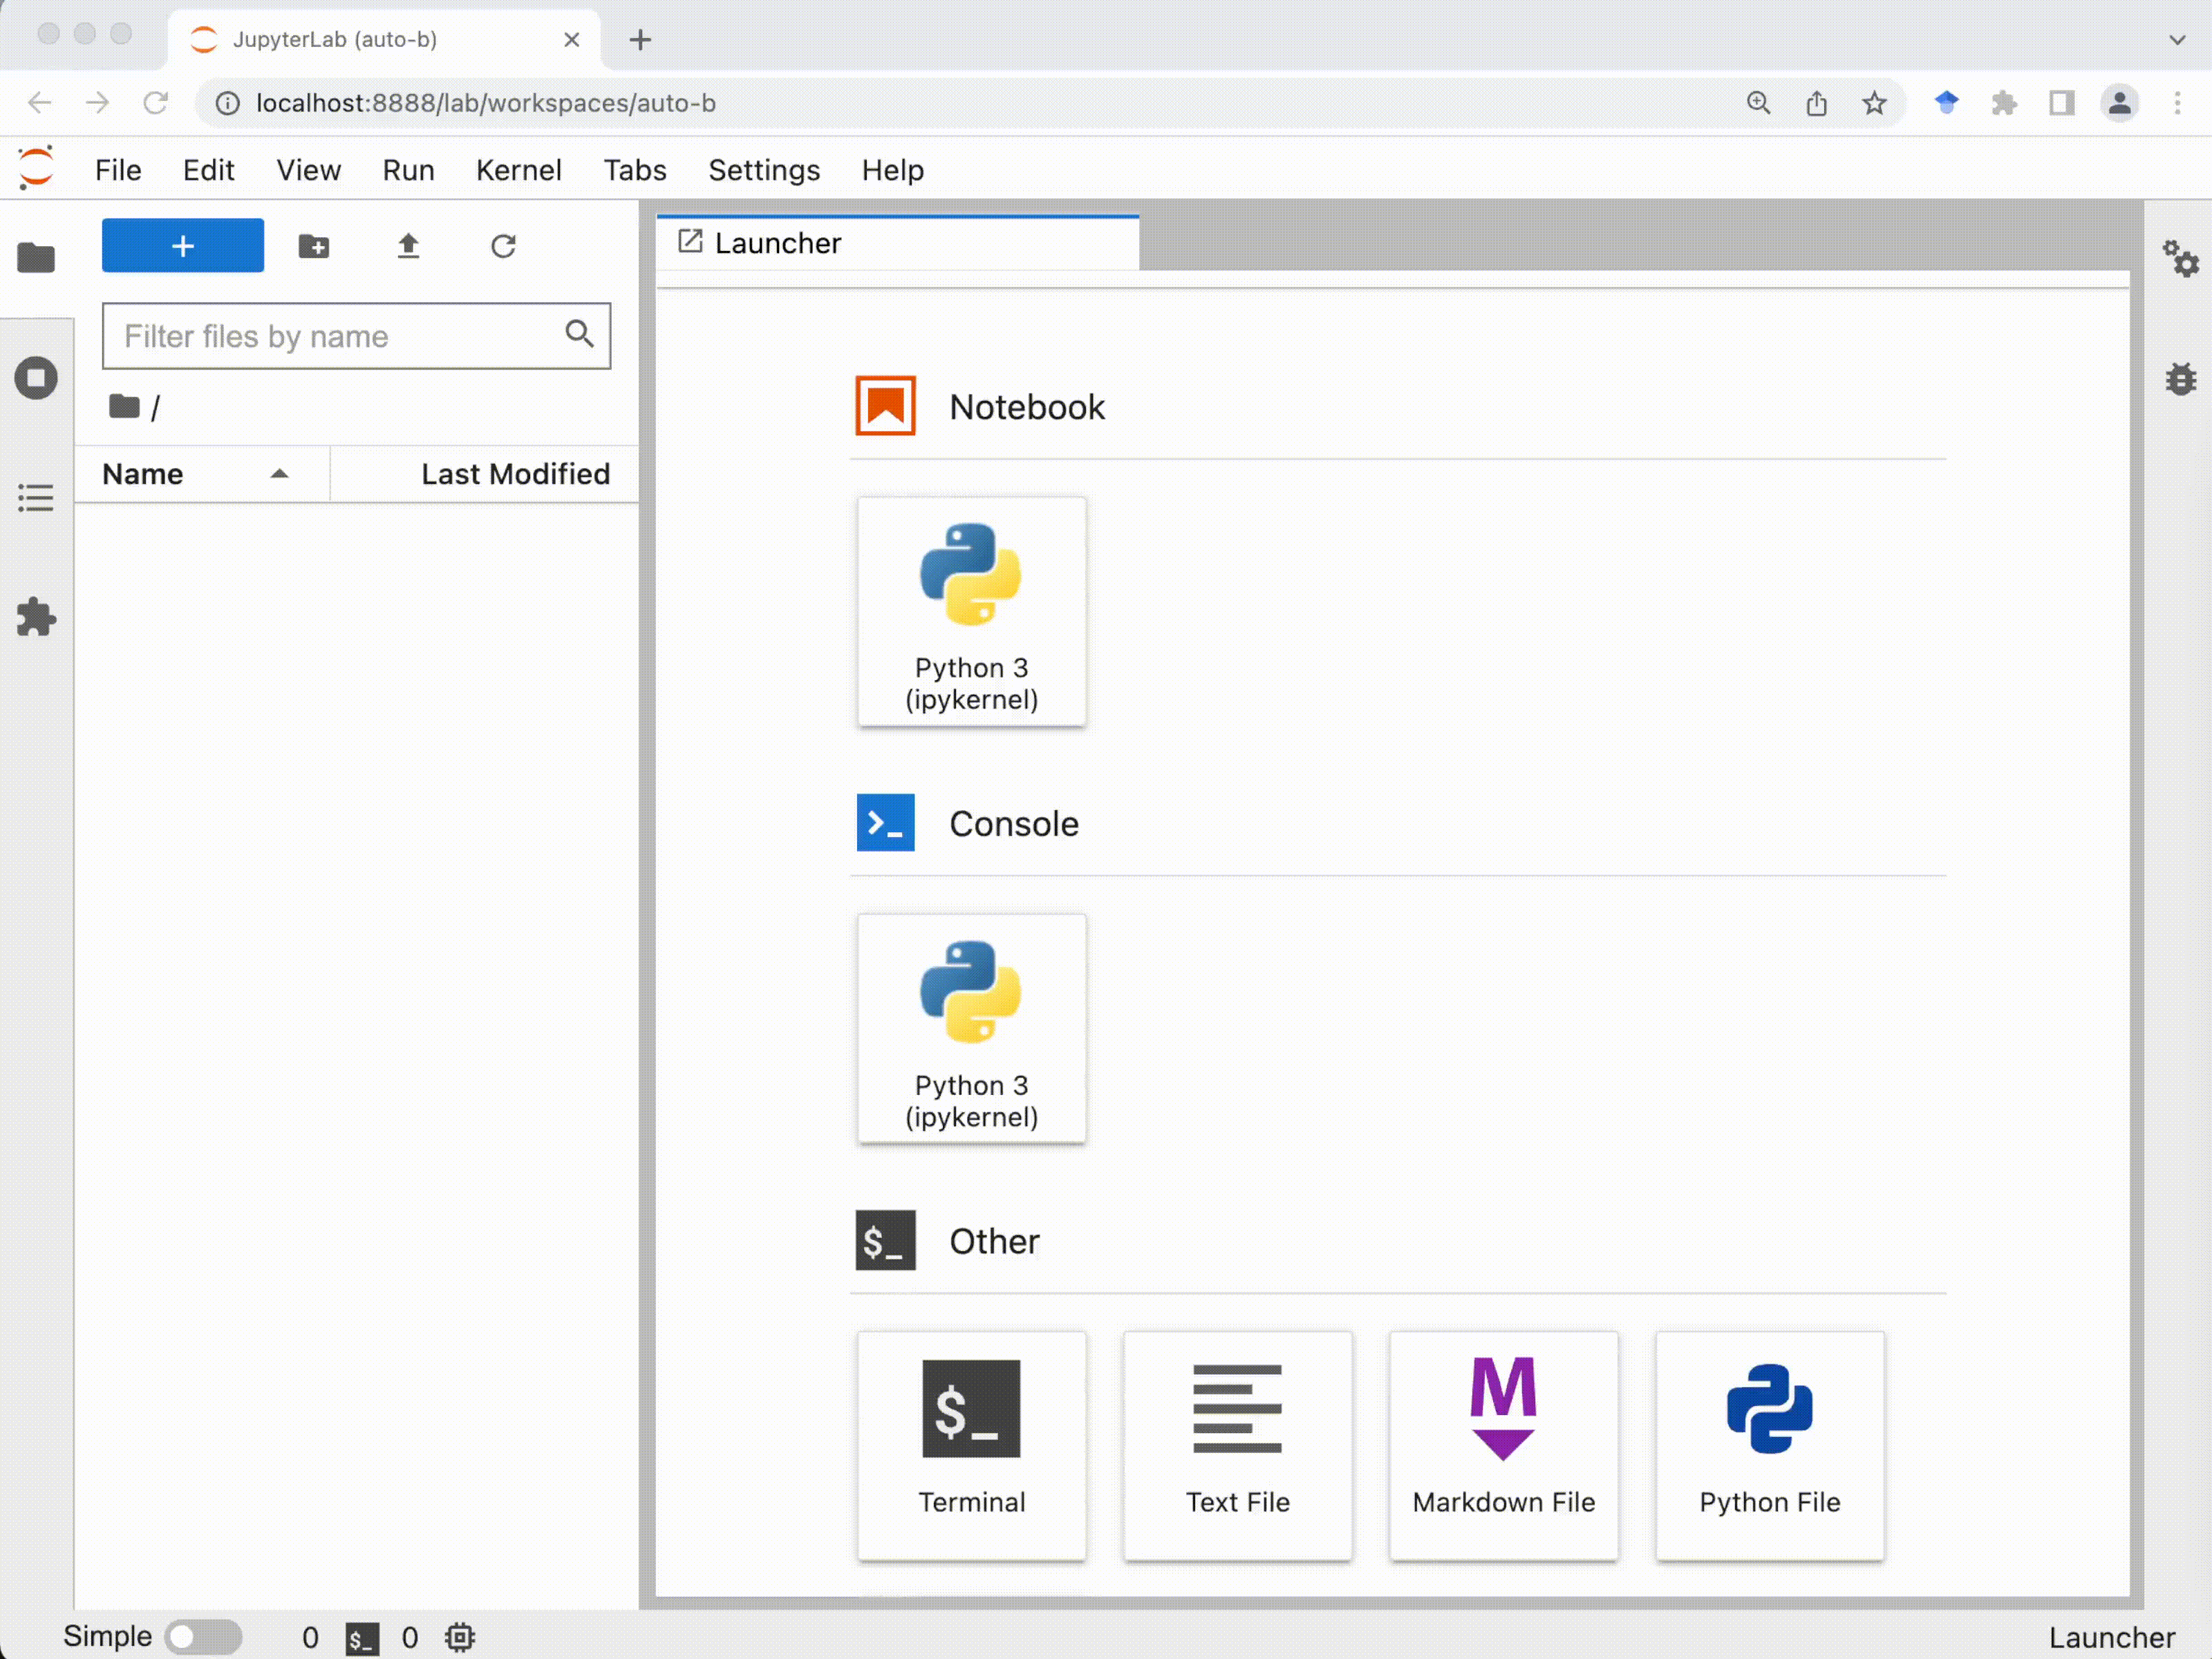 JupyterLab (auto-b)
localhost:8888/lab/workspaces/auto-b
File Edit View Run Kernel Tabs Settings Help
+
Filter files by name
/
Name Last Modified
Launcher
Notebook
Python 3
(ipykernel)
Console
Python 3
(ipykernel)
$_ Other
$_
Terminal
Text File
M
Markdown File
Python File
Simple 0 $_ 0
Launcher